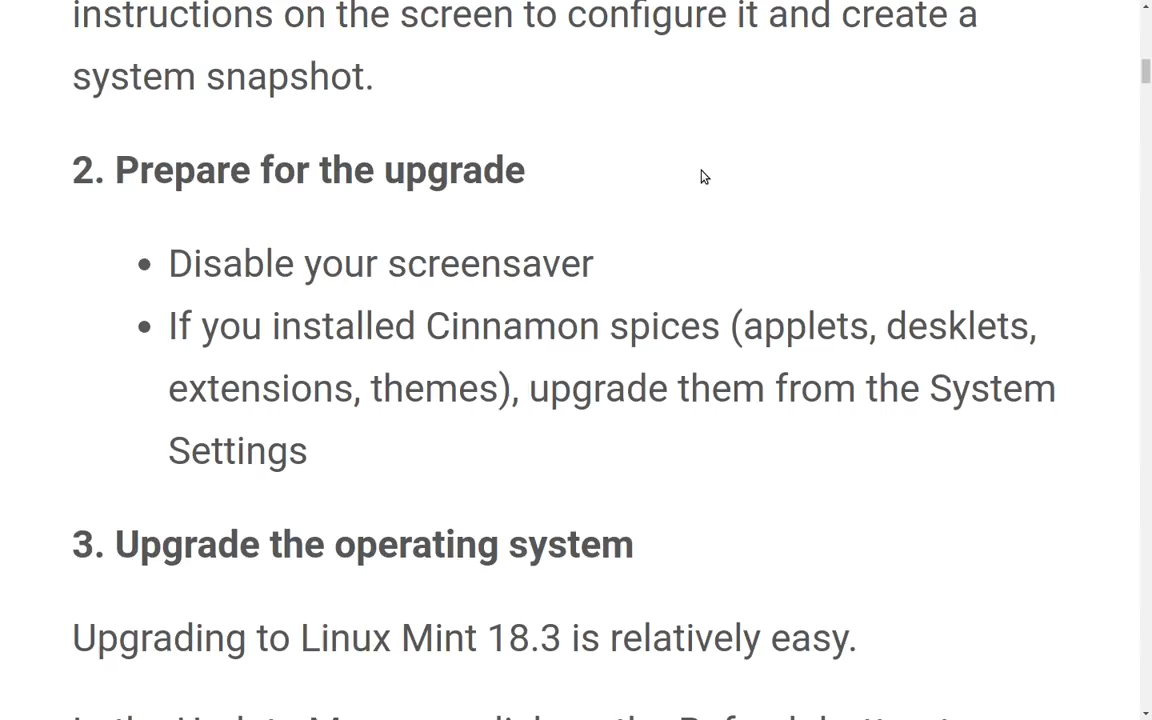 instructions on the screen to configure it and create a
system snapshot.
2. Prepare for the upgrade
• Disable your screensaver
• If you installed Cinnamon spices (applets, desklets,
extensions, themes), upgrade them from the System
Settings
3. Upgrade the operating system
Upgrading to Linux Mint 18.3 is relatively easy.